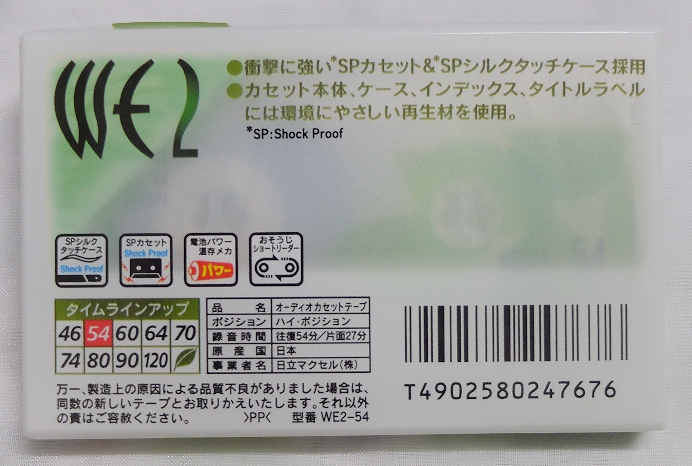 WE2
●衝撃に強い*SPカセット&*SPシルクタッチケース採用
●カセット本体、ケース、インデックス、タイトルラベル
には環境にやさしい再生材を使用。
*SP:Shock Proof
SPシルク
タッチケース
Shock Proof
SPカセット
Shock Proof
電池パワー
温存メカ
パワー
おそうじ
ショートリーダー
タイムラインアップ
46 54 60 64 70
74 80 90 120
品名 オーディオカセットテープ
ポジション ハイ・ポジション
録音時間 往復54分/片面27分
原産国 日本
事業者名 日立マクセル(株)
T4902580247676
万一、製造上の原因による品質不良がありました場合は、
同数の新しいテープとお取りかえいたします。それ以外
の責はご容赦ください。 >PP< 型番 WE2-54